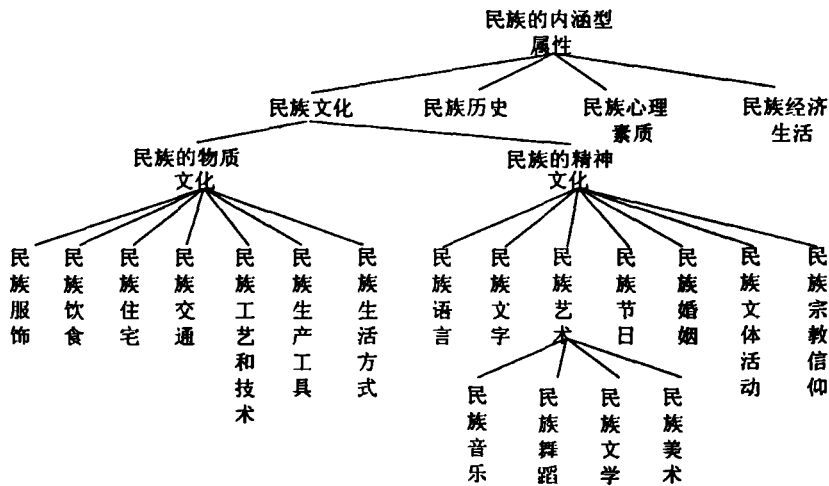 民族的内涵型
属性
民族文化
民族历史
民族心理
素质
民族经济
生活
民族的物质
文化
民族的精神
文化
民族服饰
民族饮食
民族住宅
民族交通
民族工艺和技术
民族生产工具
民族生活方式
民族语言
民族文字
民族艺术
民族节日
民族婚姻
民族文体活动
民族宗教信仰
民族音乐
民族舞蹈
民族文学
民族美术